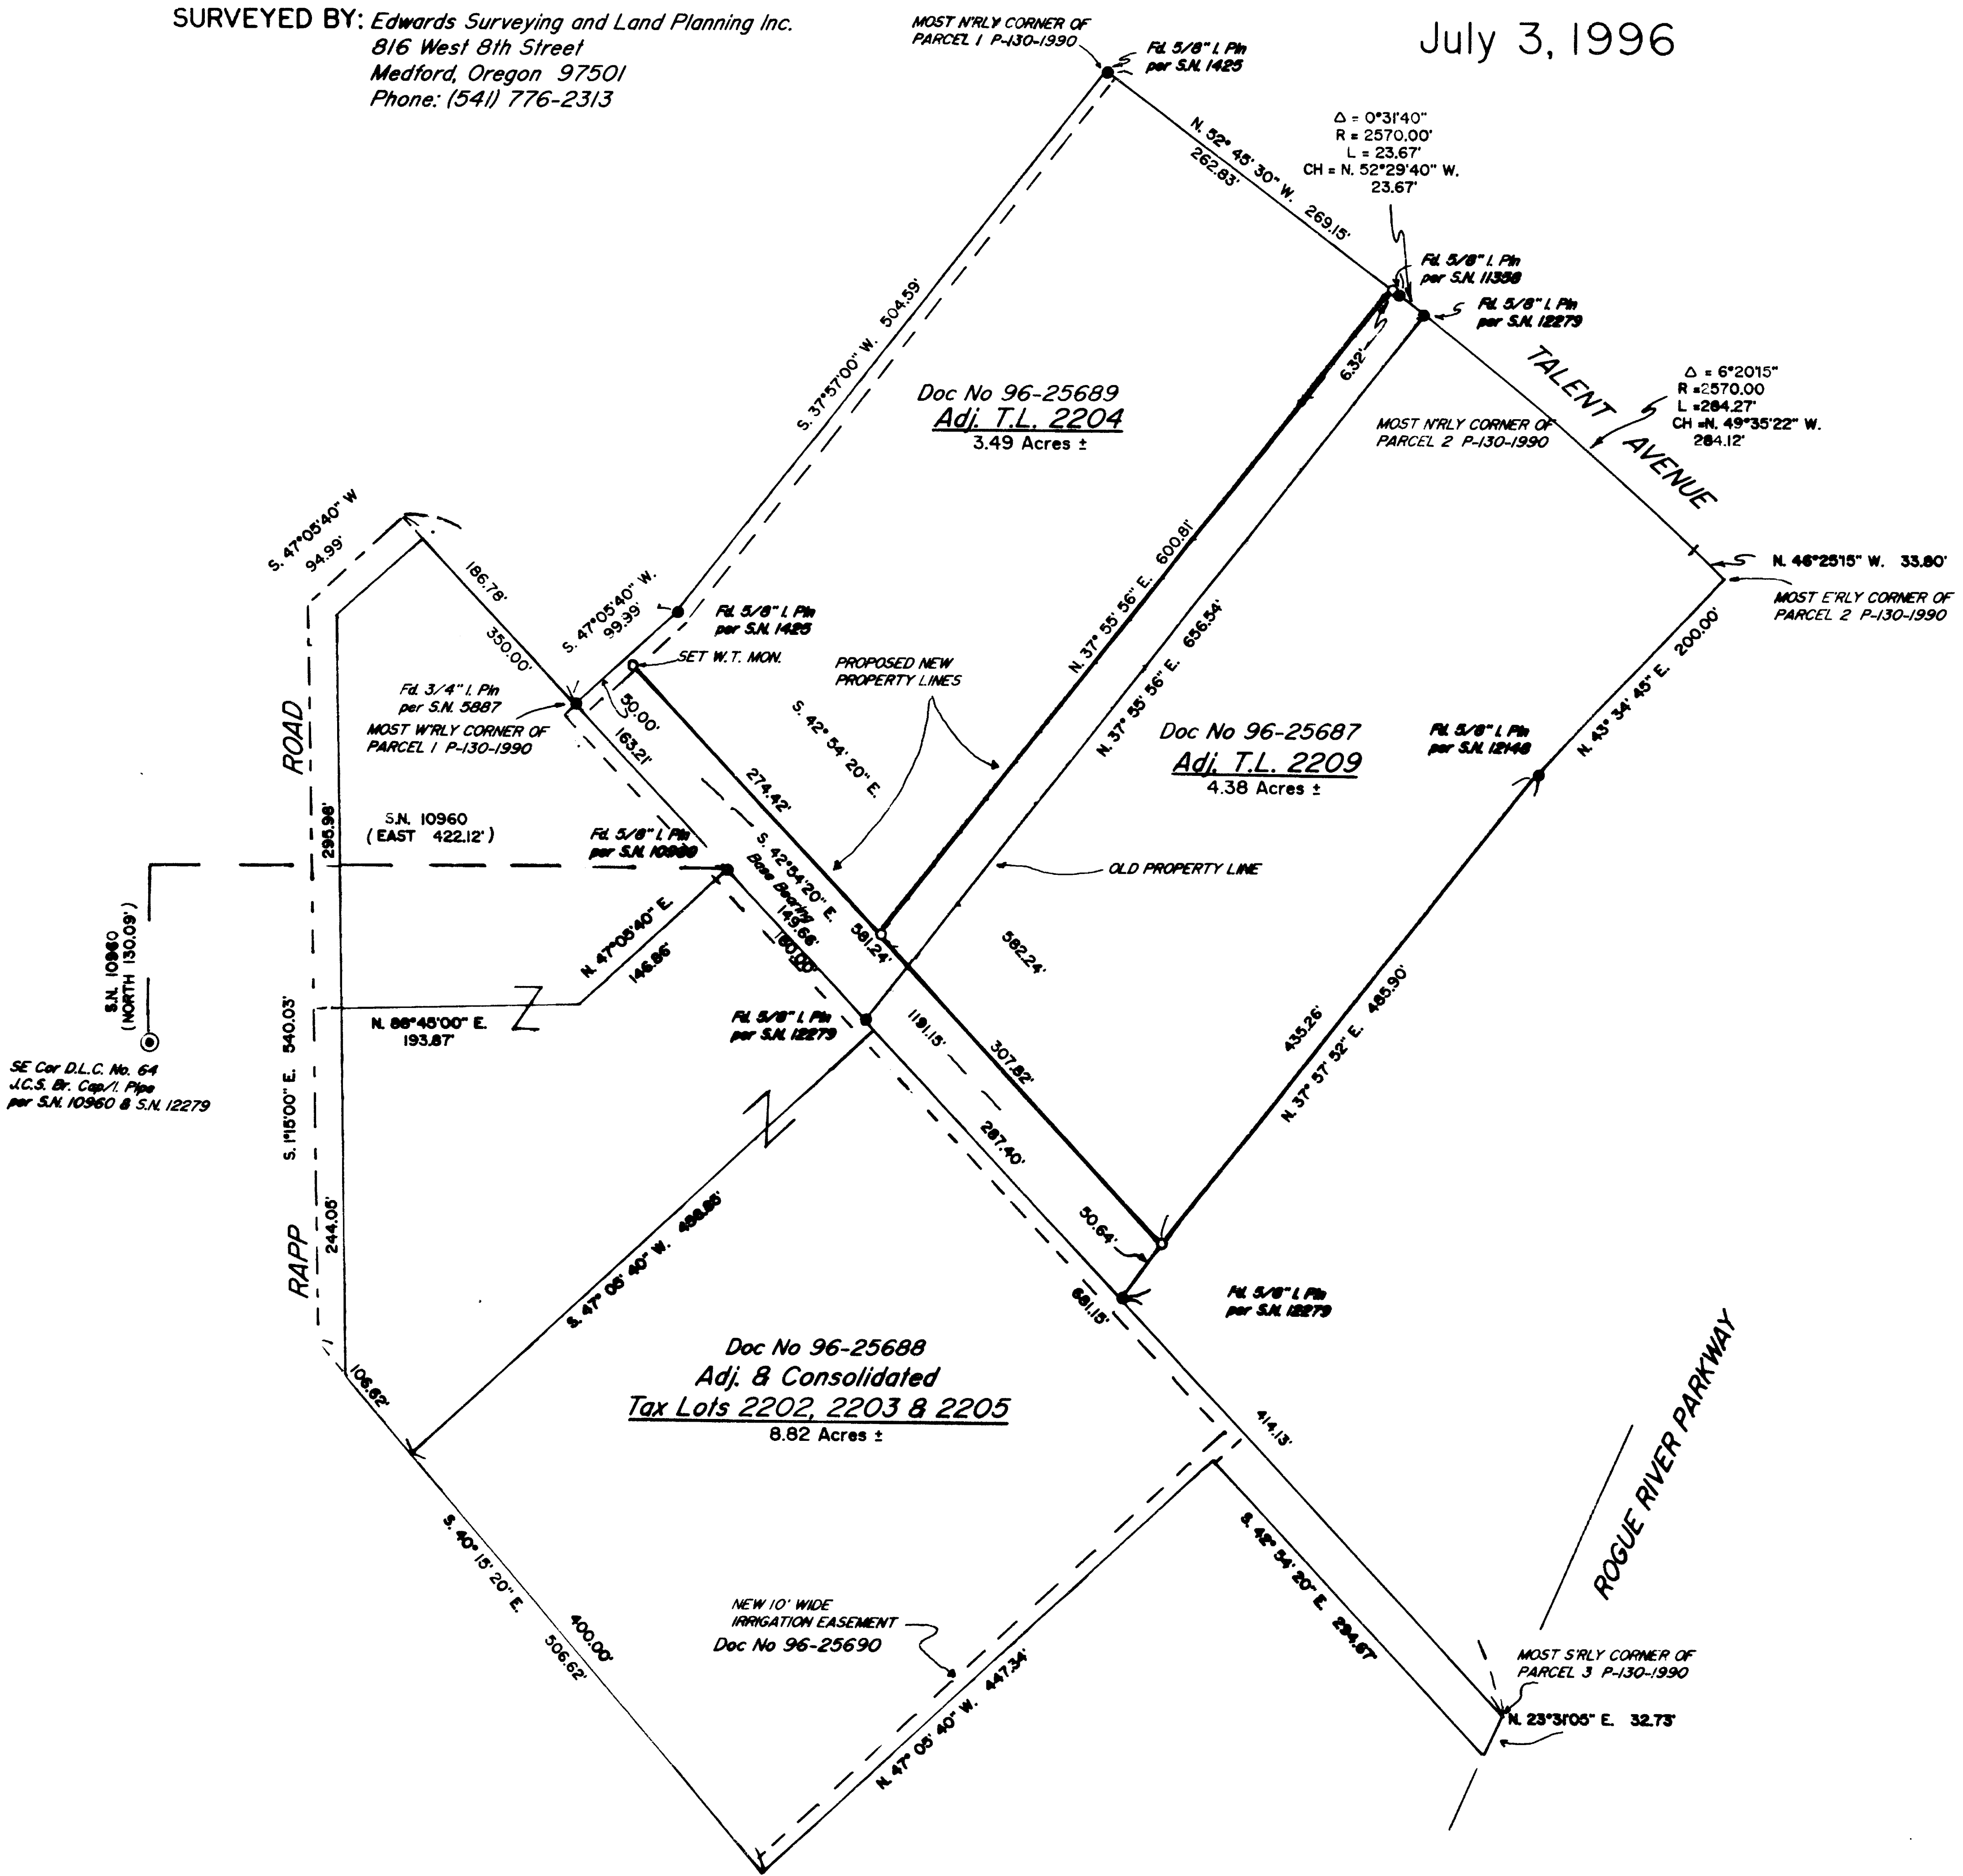 SURVEYED BY: Edwards Surveying and Land Planning Inc.
816 West 8th Street
Medford, Oregon 97501
Phone: (541) 776-2313
July 3, 1996
MOST N'RLY CORNER OF
PARCEL 1 P-130-1990
Fd. 5/8" I. Pin
per S.N. 1425
N. 52° 45' 30" W. 269.15'
262.83'
Δ = 0°31'40"
R = 2570.00'
L = 23.67'
CH = N. 52°29'40" W.
23.67'
Fd. 5/8" I. Pin
per S.N. 11358
Fd. 5/8" I. Pin
per S.N. 12279
6.32'
TALENT AVENUE
Δ = 6°20'15"
R =2570.00
L =284.27'
CH =N. 49°35'22" W.
284.12'
MOST N'RLY CORNER OF
PARCEL 2 P-130-1990
N. 46°25'15" W. 33.80'
MOST E'RLY CORNER OF
PARCEL 2 P-130-1990
S. 37°57'00" W. 504.59'
Doc No 96-25689
Adj. T.L. 2204
3.49 Acres ±
N. 37° 55' 56" E. 600.81'
N. 37° 55' 56" E. 656.54'
N. 43° 34' 45" E. 200.00'
S. 47°05'40" W
94.99'
186.78'
350.00'
S. 47°05'40" W.
99.99'
Fd. 5/8" I. Pin
per S.N. 1425
SET W.T. MON.
Fd. 3/4" I. Pin
per S.N. 5887
MOST W'RLY CORNER OF
PARCEL 1 P-130-1990
50.00'
163.21'
PROPOSED NEW
PROPERTY LINES
S. 42° 54' 20" E.
582.24'
274.42'
Doc No 96-25687
Adj. T.L. 2209
4.38 Acres ±
Fd. 5/8" I. Pin
per S.N. 12148
OLD PROPERTY LINE
RAPP ROAD
295.98'
S.N. 10960
(EAST 422.12')
Fd. 5/8" I. Pin
per S.N. 10960
S. 42°54'20" E.
Base Bearing
149.66'
150.00'
581.24'
S.N. 10960
(NORTH 130.09')
SE Cor D.L.C. No. 64
J.C.S. Br. Cap/I. Pipe
per S.N. 10960 & S.N. 12279
N. 47°05'40" E.
146.86'
N. 88°45'00" E.
193.87'
S. 1°15'00" E. 540.03'
244.05'
Fd. 5/8" I. Pin
per S.N. 12279
1191.15'
307.82'
287.40'
435.26'
N. 37° 57' 52" E. 485.90'
50.64'
681.15'
Fd. 5/8" I. Pin
per S.N. 12279
S. 47° 05' 40" W.
106.62'
Doc No 96-25688
Adj. & Consolidated
Tax Lots 2202, 2203 & 2205
8.82 Acres ±
414.13'
ROGUE RIVER PARKWAY
S. 40° 15' 20" E.
400.00'
506.62'
NEW 10' WIDE
IRRIGATION EASEMENT
Doc No 96-25690
N. 47° 05' 40" W. 447.34'
S. 42° 54' 20" E. 294.67'
MOST S'RLY CORNER OF
PARCEL 3 P-130-1990
N. 23°31'05" E. 32.73'